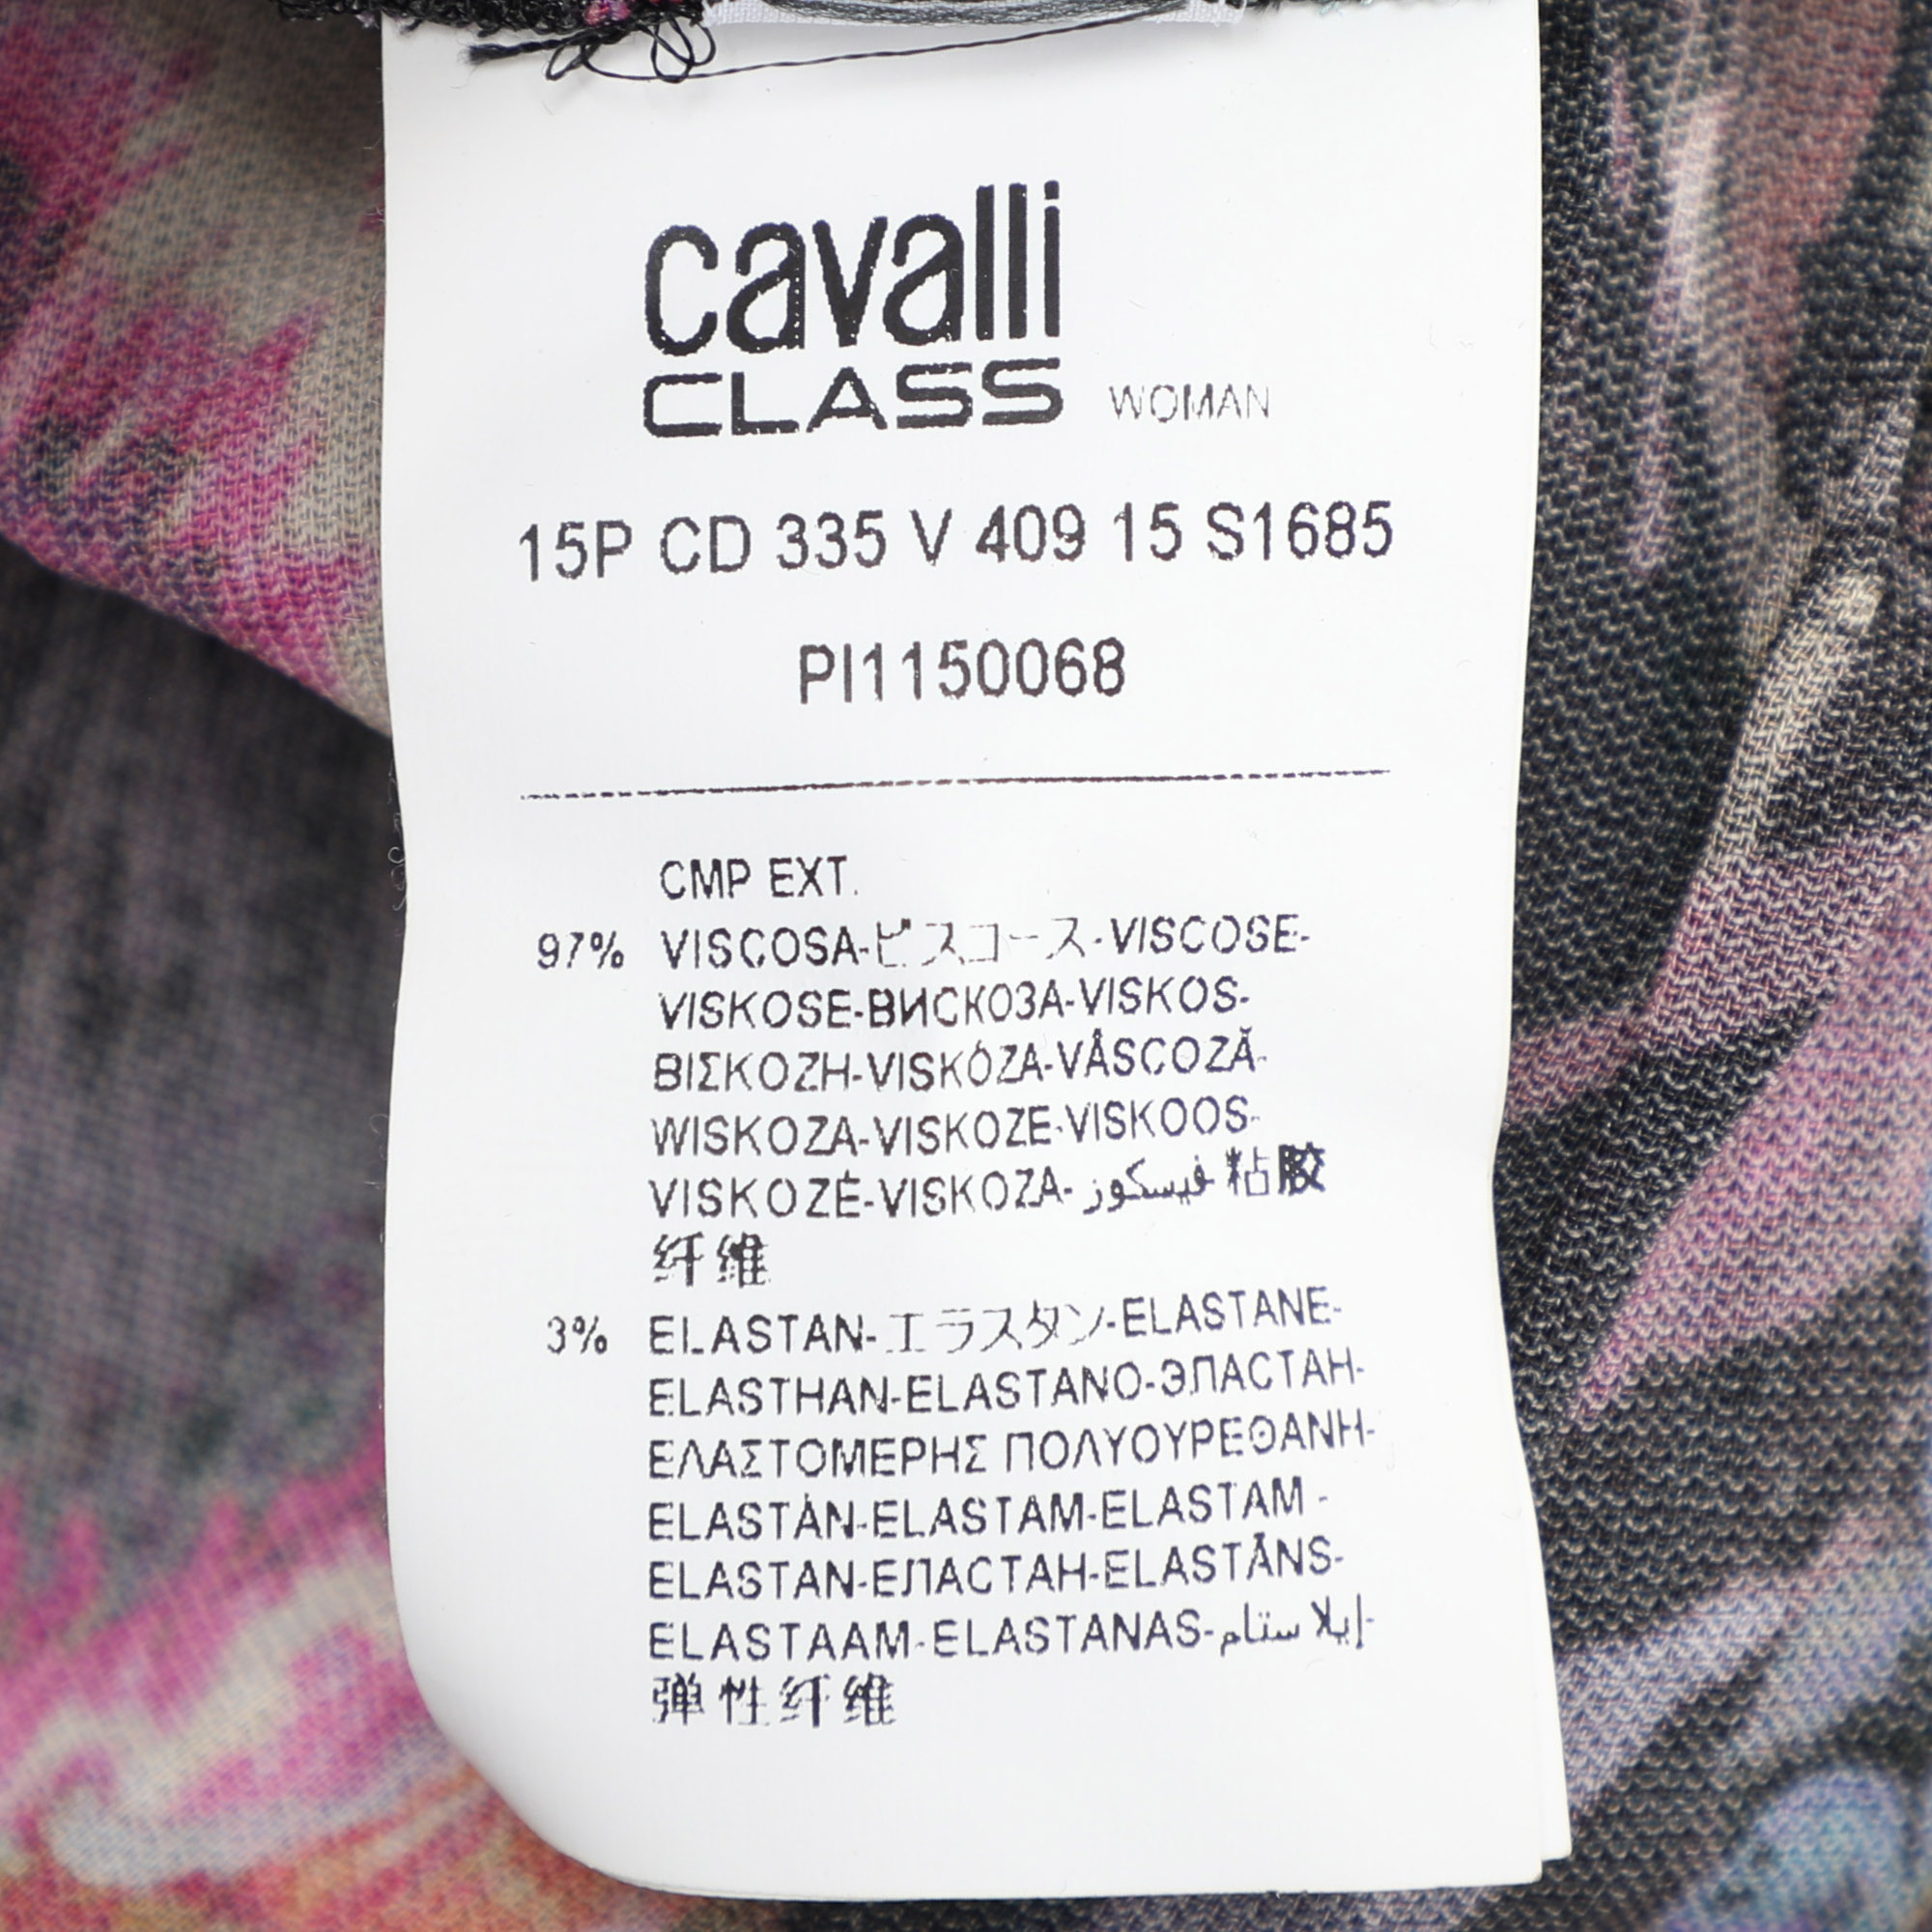 cavalli
CLASS WOMAN
15P CD 335 V 409 15 S1685
PI1150068
CMP EXT.
97% VISCOSA-ビスコース-VISCOSE-
VISKOSE-ВИСКОЗА-VISKOS-
ΒΙΣΚΟΖΗ-VISKÓZA-VÂSCOZĂ-
WISKOZA-VISKOZE-VISKOOS-
VISKOZĖ-VISKOZA-فيسكوز 粘胶
纤维
3% ELASTAN-エラスタン-ELASTANE-
ELASTHAN-ELASTANO-ЭЛАСТАН-
ΕΛΑΣΤΟΜΕΡΗΣ ΠΟΛΥΟΥΡΕΘΑΝΗ-
ELASTÁN-ELASTAM-ELASTAM -
ELASTAN-ЕЛАСТАН-ELASTĀNS-
ELASTAAM-ELASTANAS-إيلا ستام-
弹性纤维